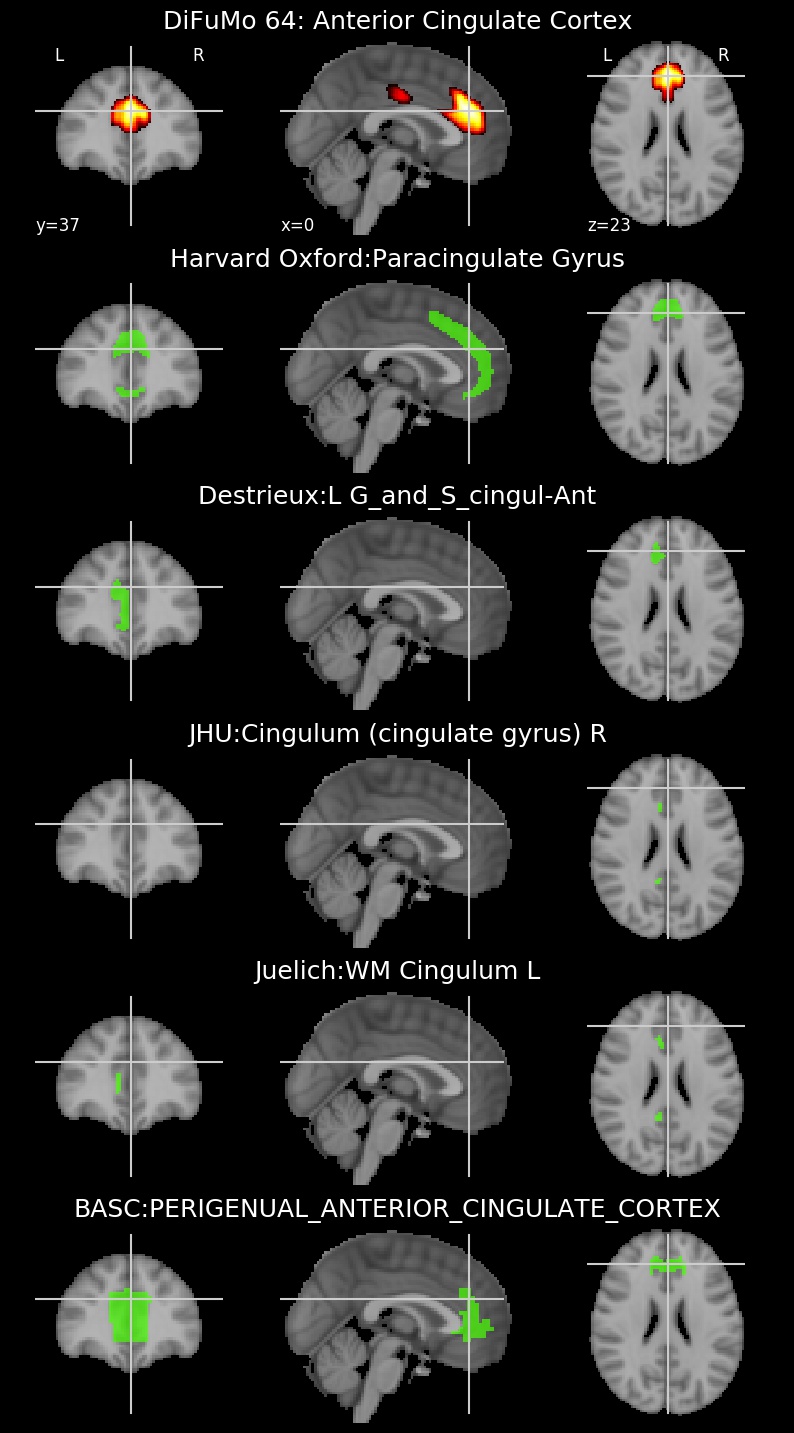 DiFuMo 64: Anterior Cingulate Cortex
L R L R
y=37 x=0 z=23
Harvard Oxford:Paracingulate Gyrus
Destrieux:L G_and_S_cingul-Ant
JHU:Cingulum (cingulate gyrus) R
Juelich:WM Cingulum L
BASC:PERIGENUAL_ANTERIOR_CINGULATE_CORTEX